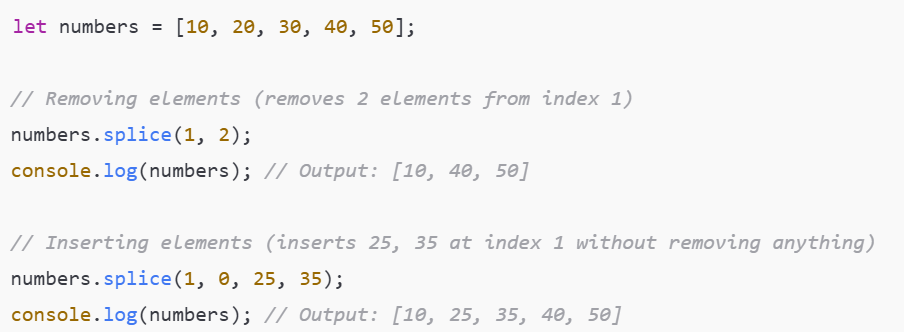 let numbers = [10, 20, 30, 40, 50];
// Removing elements (removes 2 elements from index 1)
numbers.splice(1, 2);
console.log(numbers); // Output: [10, 40, 50]
// Inserting elements (inserts 25, 35 at index 1 without removing anything)
numbers.splice(1, 0, 25, 35);
console.log(numbers); // Output: [10, 25, 35, 40, 50]